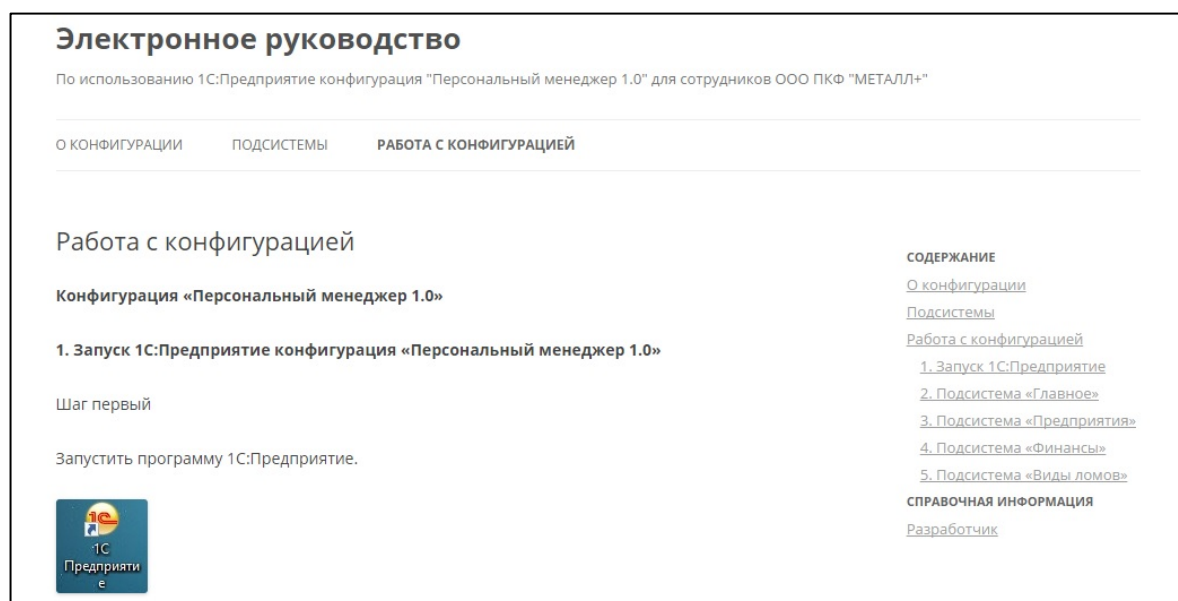 Электронное руководство
По использованию 1С:Предприятие конфигурация "Персональный менеджер 1.0" для сотрудников ООО ПКФ "МЕТАЛЛ+"
О КОНФИГУРАЦИИ ПОДСИСТЕМЫ РАБОТА С КОНФИГУРАЦИЕЙ
Работа с конфигурацией
Конфигурация «Персональный менеджер 1.0»
1. Запуск 1С:Предприятие конфигурация «Персональный менеджер 1.0»
Шаг первый
Запустить программу 1С:Предприятие.
1С
1С
Предприяти
е
СОДЕРЖАНИЕ
О конфигурации
Подсистемы
Работа с конфигурацией
1. Запуск 1С:Предприятие
2. Подсистема «Главное»
3. Подсистема «Предприятия»
4. Подсистема «Финансы»
5. Подсистема «Виды ломов»
СПРАВОЧНАЯ ИНФОРМАЦИЯ
Разработчик